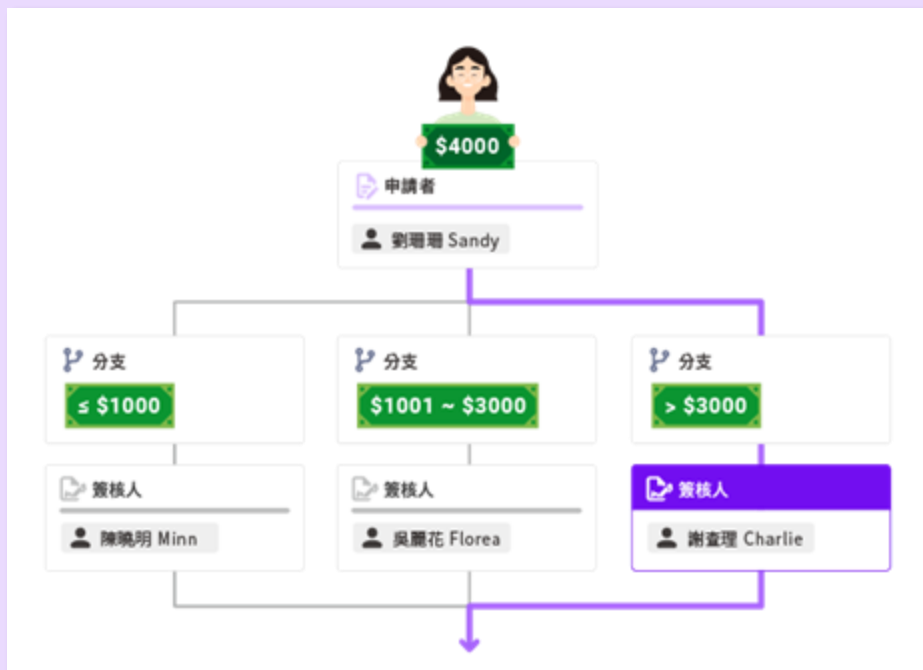 $4000
申請者
劉珊珊 Sandy
分支
≤ $1000
分支
$1001 ~ $3000
分支
> $3000
簽核人
陳曉明 Minn
簽核人
吳麗花 Florea
簽核人
謝查理 Charlie